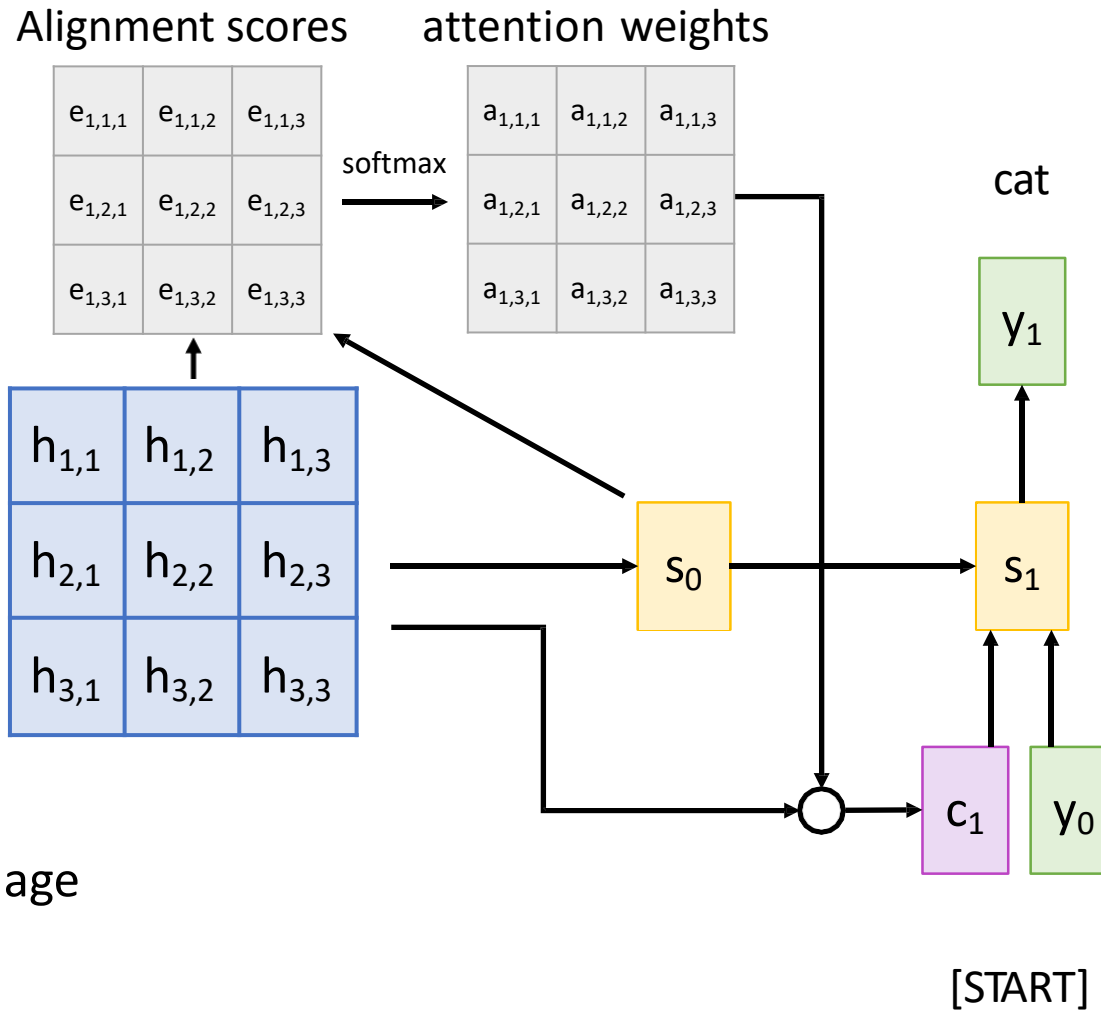 Alignment scores
attention weights
e1,1,1 e1,1,2 e1,1,3
e1,2,1 e1,2,2 e1,2,3
e1,3,1 e1,3,2 e1,3,3
softmax
a1,1,1 a1,1,2 a1,1,3
a1,2,1 a1,2,2 a1,2,3
a1,3,1 a1,3,2 a1,3,3
cat
y1
h1,1 h1,2 h1,3
h2,1 h2,2 h2,3
h3,1 h3,2 h3,3
s0
s1
c1
y0
age
[START]